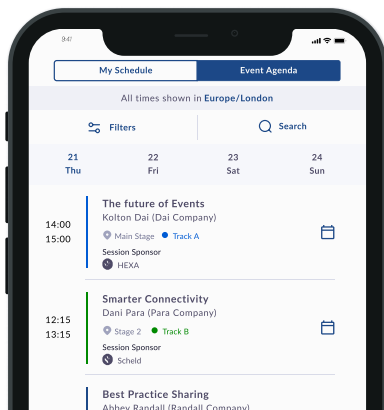 9:41
My Schedule
Event Agenda
All times shown in Europe/London
Filters
Search
21 22 23 24
Thu Fri Sat Sun
The future of Events
Kolton Dai (Dai Company)
14:00
15:00
Main Stage Track A
Session Sponsor
HEXA
Smarter Connectivity
Dani Para (Para Company)
12:15
13:15
Stage 2 Track B
Session Sponsor
Scheld
Best Practice Sharing
Abbey Randall (Randall Company)